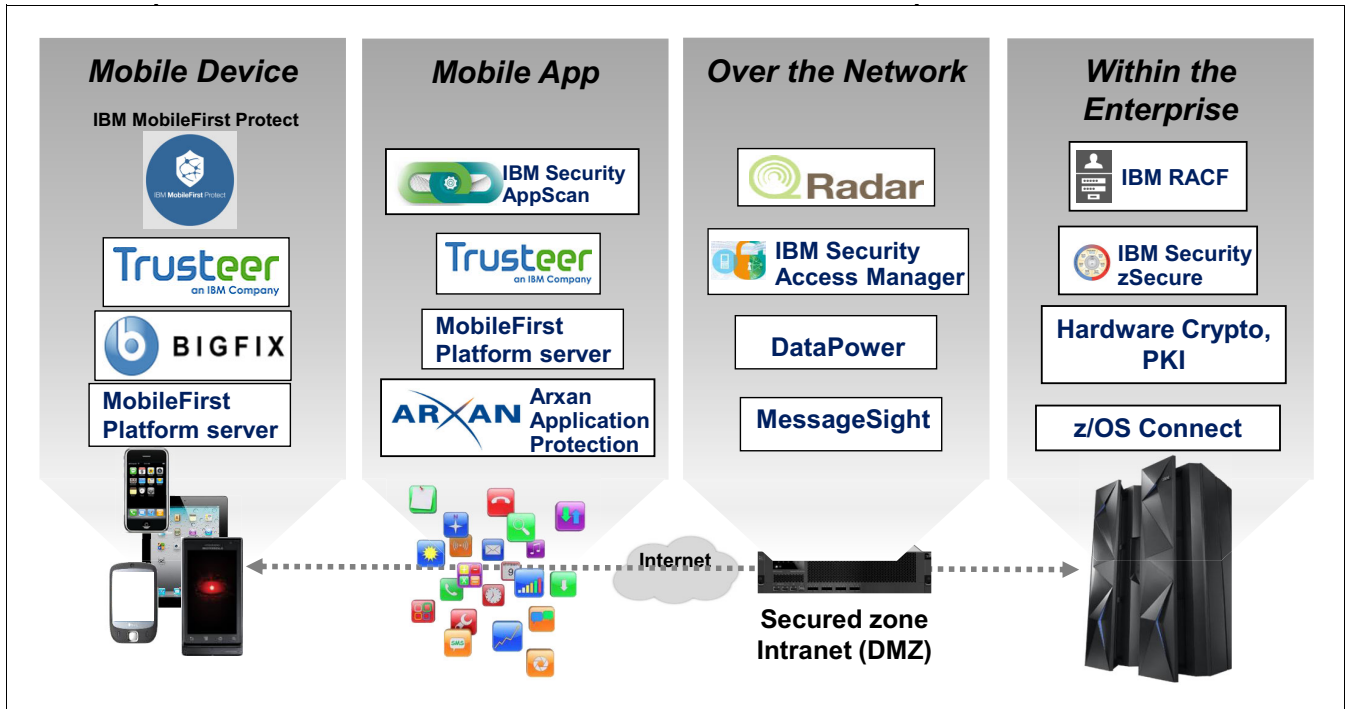 Mobile Device
IBM MobileFirst Protect
IBM MobileFirst Protect
Trusteer
an IBM Company
b BIGFIX
MobileFirst
Platform server
Mobile App
IBM Security
AppScan
Trusteer
an IBM Company
MobileFirst
Platform server
ARXAN
Arxan
Application
Protection
Over the Network
QRadar
IBM Security
Access Manager
DataPower
MessageSight
Within the
Enterprise
IBM RACF
IBM Security
zSecure
Hardware Crypto,
PKI
z/OS Connect
SMS
Internet
Secured zone
Intranet (DMZ)